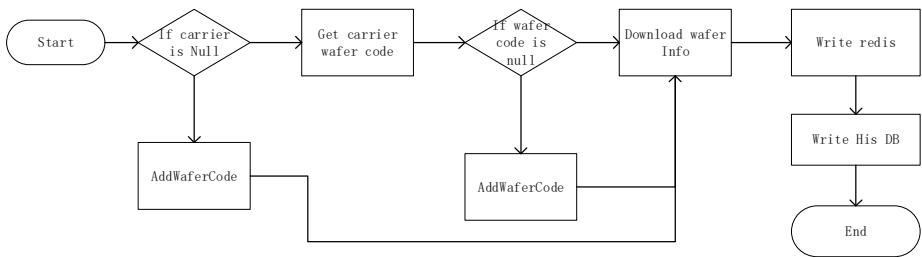 Start
If carrier
is Null
Get carrier
wafer code
If wafer
code is
null
Download wafer
Info
Write redis
AddWaferCode
AddWaferCode
Write His DB
End